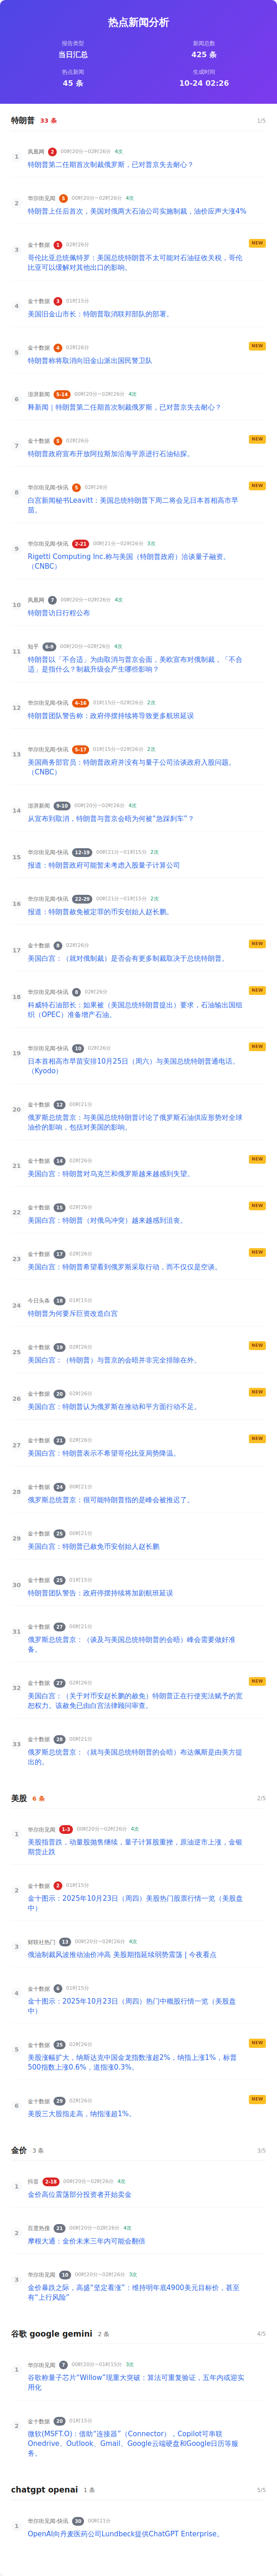 热点新闻分析
报告类型
新闻总数
当日汇总
425 条
热点新闻
生成时间
45 条
10-24 02:26
特朗普 33 条 1/5
1
凤凰网 2 00时20分~02时26分 4次
特朗普第二任期首次制裁俄罗斯，已对普京失去耐心？
2
华尔街见闻 5 00时20分~02时26分 4次
特朗普上任后首次，美国对俄两大石油公司实施制裁，油价应声大涨4%
NEW
3
金十数据 1 02时26分
哥伦比亚总统佩特罗：美国总统特朗普不太可能对石油征收关税，哥伦
比亚可以缓解对其他出口的影响。
4
金十数据 3 01时15分
美国旧金山市长：特朗普取消联邦部队的部署。
NEW
5
金十数据 4 02时26分
特朗普称将取消向旧金山派出国民警卫队
6
澎湃新闻 5-14 00时20分~02时26分 4次
释新闻｜特朗普第二任期首次制裁俄罗斯，已对普京失去耐心？
NEW
7
金十数据 5 02时26分
特朗普政府宣布开放阿拉斯加沿海平原进行石油钻探。
NEW
8
华尔街见闻-快讯 5 02时26分
白宫新闻秘书Leavitt：美国总统特朗普下周二将会见日本首相高市早
苗。
9
华尔街见闻-快讯 2-21 00时21分~02时26分 3次
Rigetti Computing Inc.称与美国（特朗普政府）洽谈量子融资。
（CNBC）
10
凤凰网 7 00时20分~02时26分 4次
特朗普访日行程公布
11
知乎 6-9 00时20分~02时26分 4次
特朗普以「不合适」为由取消与普京会面，美欧宣布对俄制裁，「不合
适」是指什么？制裁升级会产生哪些影响？
12
华尔街见闻-快讯 4-16 01时15分~02时26分 2次
特朗普团队警告称：政府停摆持续将导致更多航班延误
13
华尔街见闻-快讯 5-17 01时15分~02时26分 2次
美国商务部官员：特朗普政府并没有与量子公司洽谈政府入股问题。
（CNBC）
14
澎湃新闻 9-10 00时20分~02时26分 4次
从宣布到取消，特朗普与普京会晤为何被“急踩刹车”？
15
华尔街见闻-快讯 12-19 00时21分~01时15分 2次
报道：特朗普政府可能暂未考虑入股量子计算公司
16
华尔街见闻-快讯 22-29 00时21分~01时15分 2次
报道：特朗普赦免被定罪的币安创始人赵长鹏。
NEW
17
金十数据 8 02时26分
美国白宫：（就对俄制裁）是否会有更多制裁取决于总统特朗普。
NEW
18
华尔街见闻-快讯 8 02时26分
科威特石油部长：如果被（美国总统特朗普提出）要求，石油输出国组
织（OPEC）准备增产石油。
NEW
19
华尔街见闻-快讯 10 02时26分
日本首相高市早苗安排10月25日（周六）与美国总统特朗普通电话。
（Kyodo）
20
金十数据 12 00时21分
俄罗斯总统普京：与美国总统特朗普讨论了俄罗斯石油供应形势对全球
油价的影响，包括对美国的影响。
NEW
21
金十数据 14 02时26分
美国白宫：特朗普对乌克兰和俄罗斯越来越感到失望。
NEW
22
金十数据 15 02时26分
美国白宫：特朗普（对俄乌冲突）越来越感到沮丧。
NEW
23
金十数据 17 02时26分
美国白宫：特朗普希望看到俄罗斯采取行动，而不仅仅是空谈。
24
今日头条 18 01时15分
特朗普为何要斥巨资改造白宫
NEW
25
金十数据 19 02时26分
美国白宫：（特朗普）与普京的会晤并非完全排除在外。
NEW
26
金十数据 20 02时26分
美国白宫：特朗普认为俄罗斯在推动和平方面行动不足。
NEW
27
金十数据 21 02时26分
美国白宫：特朗普表示不希望哥伦比亚局势降温。
28
金十数据 24 00时21分
俄罗斯总统普京：很可能特朗普指的是峰会被推迟了。
29
金十数据 25 00时21分
美国白宫：特朗普已赦免币安创始人赵长鹏
30
金十数据 25 01时15分
特朗普团队警告：政府停摆持续将加剧航班延误
31
金十数据 27 00时21分
俄罗斯总统普京：（谈及与美国总统特朗普的会晤）峰会需要做好准
备。
NEW
32
金十数据 27 02时26分
美国白宫：（关于对币安赵长鹏的赦免）特朗普正在行使宪法赋予的宽
恕权力。该赦免已由白宫法律顾问审查。
33
金十数据 28 00时21分
俄罗斯总统普京：（就与美国总统特朗普的会晤）布达佩斯是由美方提
出的。
美股 6 条 2/5
1
华尔街见闻 1-3 00时20分~02时26分 4次
美股指普跌，动量股抛售继续，量子计算股重挫，原油逆市上涨，金银
期货止跌
2
金十数据 2 01时15分
金十图示：2025年10月23日（周四）美股热门股票行情一览（美股盘
中）
3
财联社热门 13 00时20分~02时26分 4次
俄油制裁风波推动油价冲高 美股期指延续弱势震荡 | 今夜看点
4
金十数据 6 01时15分
金十图示：2025年10月23日（周四）热门中概股行情一览（美股盘
中）
NEW
5
金十数据 25 02时26分
美股涨幅扩大，纳斯达克中国金龙指数涨超2%，纳指上涨1%，标普
500指数上涨0.6%，道指涨0.3%。
NEW
6
金十数据 29 02时26分
美股三大股指走高，纳指涨超1%。
金价 3 条 3/5
1
抖音 2-18 00时20分~02时26分 4次
金价高位震荡部分投资者开始卖金
2
百度热搜 21 00时20分~02时26分 4次
摩根大通：金价未来三年内可能会翻倍
3
华尔街见闻 10 00时20分~02时26分 3次
金价暴跌之际，高盛“坚定看涨”：维持明年底4900美元目标价，甚至
有“上行风险”
谷歌 google gemini 2 条 4/5
1
华尔街见闻 7 00时20分~01时15分 3次
谷歌称量子芯片“Willow”现重大突破：算法可重复验证，五年内或迎实
用化
2
金十数据 20 01时15分
微软(MSFT.O)：借助“连接器”（Connector），Copilot可串联
Onedrive、Outlook、Gmail、Google云端硬盘和Google日历等服
务。
chatgpt openai 1 条 5/5
1
华尔街见闻-快讯 30 00时21分
OpenAI向丹麦医药公司Lundbeck提供ChatGPT Enterprise。